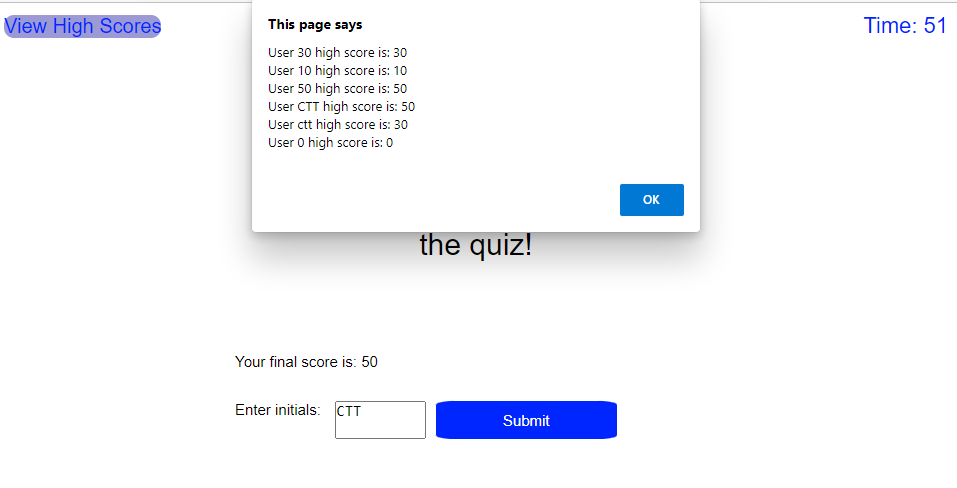 View High Scores
Time: 51
This page says
User 30 high score is: 30
User 10 high score is: 10
User 50 high score is: 50
User CTT high score is: 50
User ctt high score is: 30
User 0 high score is: 0
OK
the quiz!
Your final score is: 50
Enter initials: CTT Submit